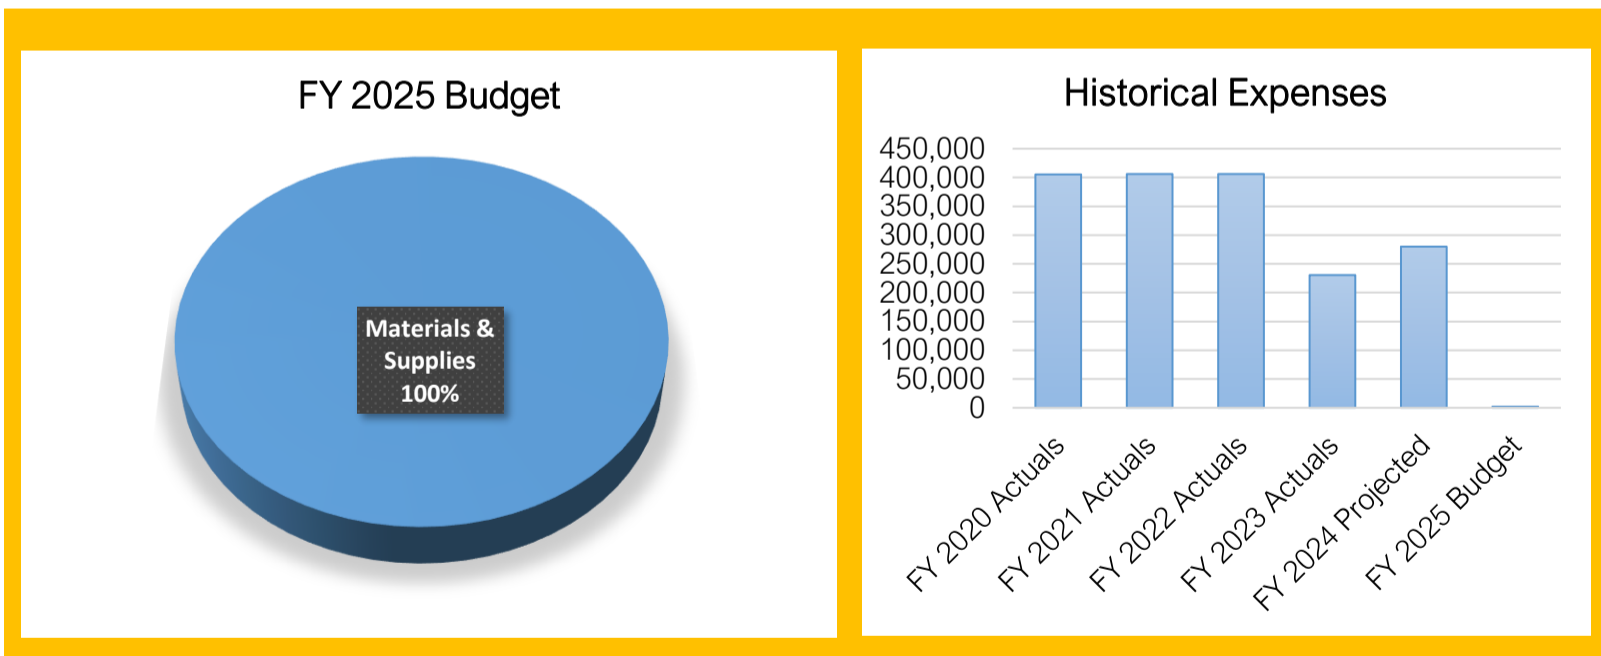 FY 2025 Budget
Materials &
Supplies
100%
Historical Expenses
450,000
400,000
350,000
300,000
250,000
200,000
150,000
100,000
50,000
0
FY 2020 Actuals
FY 2021 Actuals
FY 2022 Actuals
FY 2023 Actuals
FY 2024 Projected
FY 2025 Budget